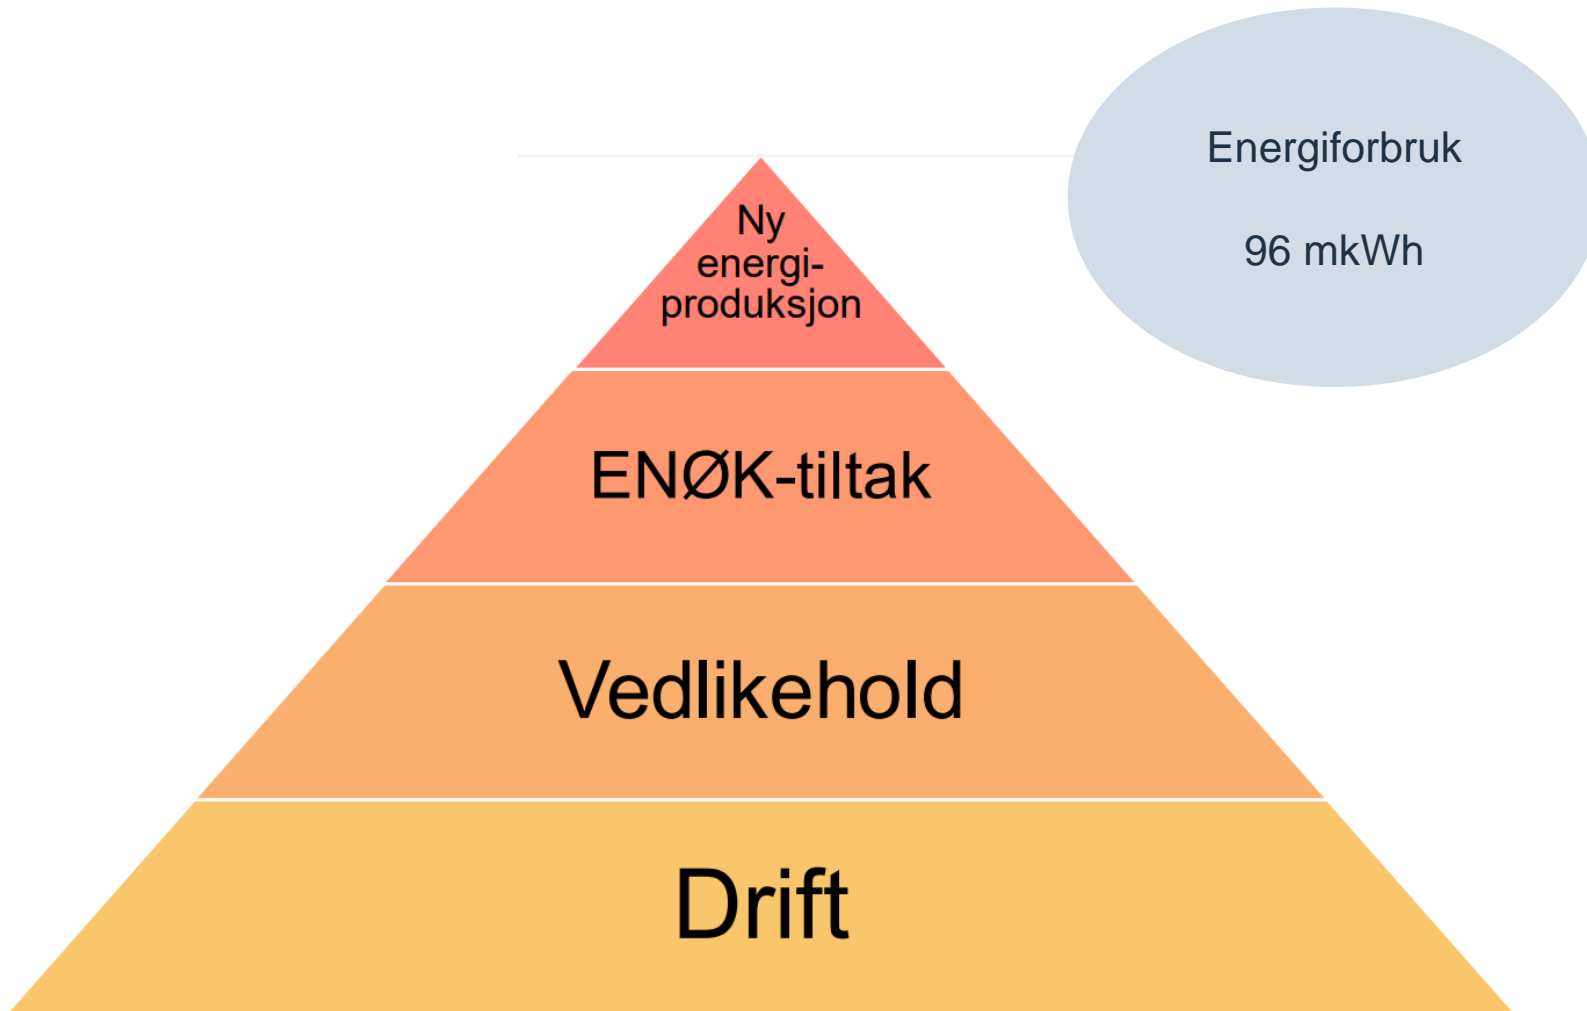 Energiforbruk
96 mkWh
Ny
energi-
produksjon
ENØK-tiltak
Vedlikehold
Drift